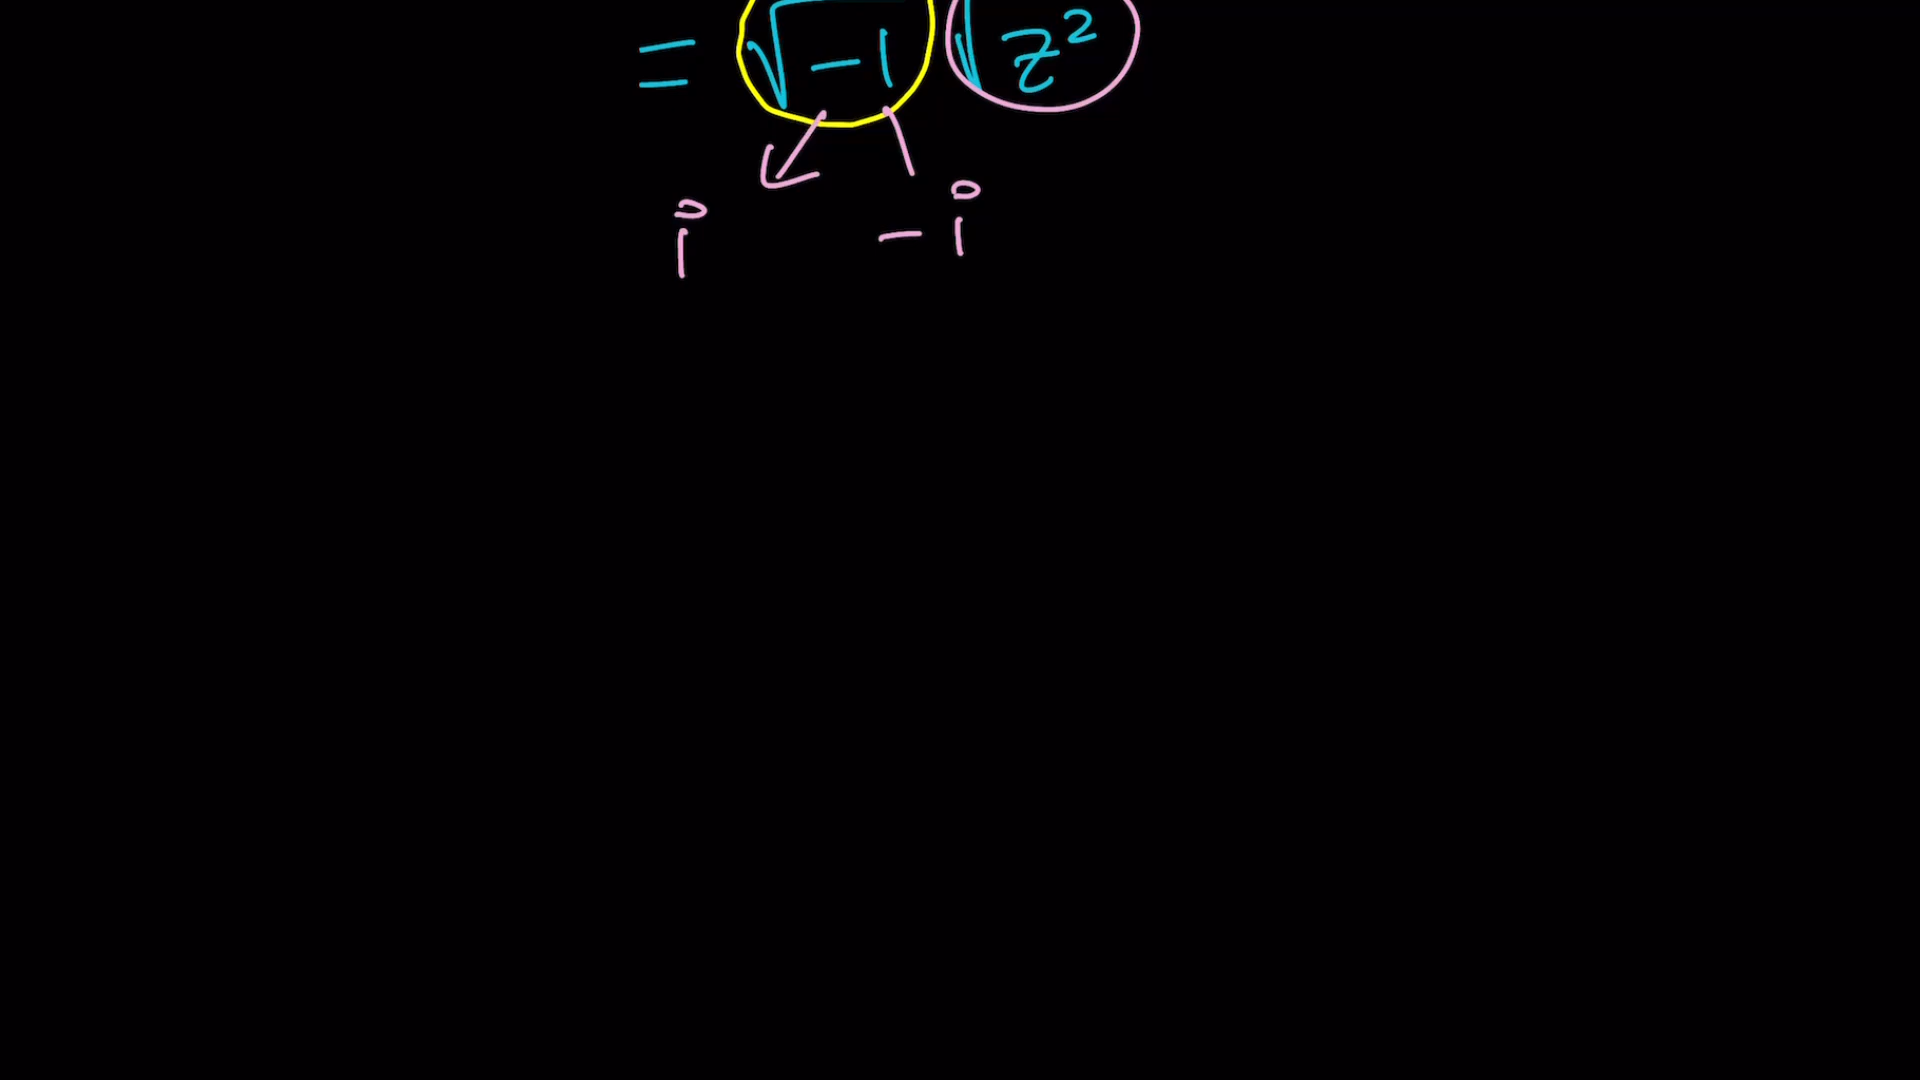 = √-1 √z²
i -i